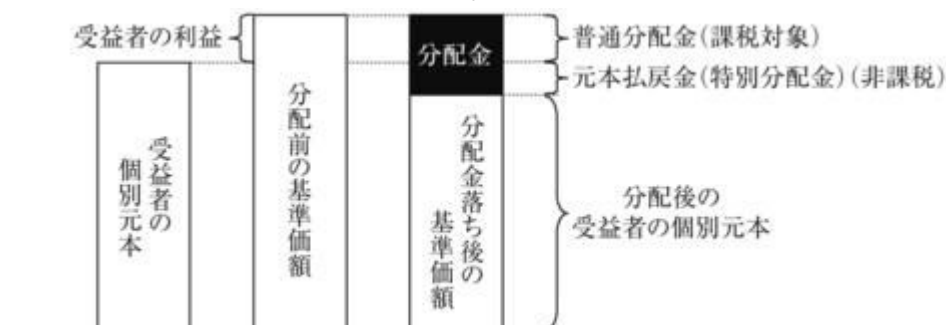 受益者の利益
受益者の
個別元本
分配前の基準価額
分配金
分配金落ち後の
基準価額
普通分配金(課税対象)
元本払戻金(特別分配金)(非課税)
分配後の
受益者の個別元本